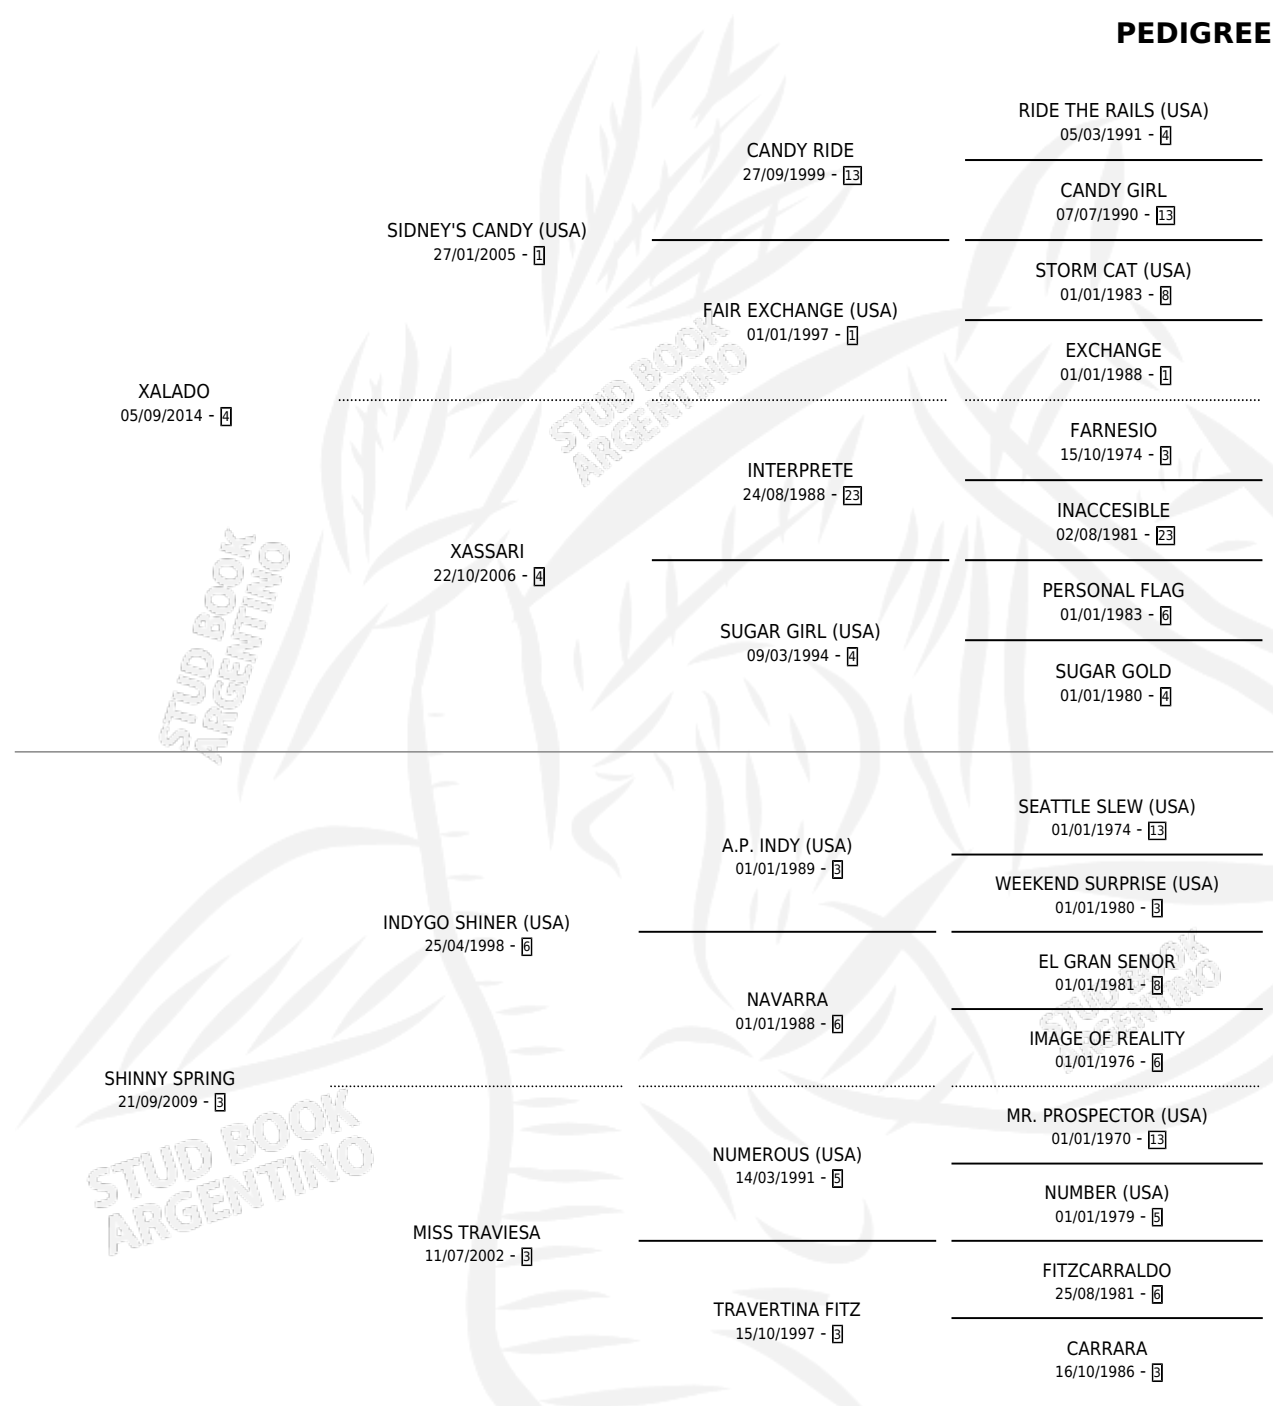 PEDIGREE
RIDE THE RAILS (USA)
05/03/1991 - 4
CANDY RIDE
27/09/1999 - 13
CANDY GIRL
07/07/1990 - 13
SIDNEY'S CANDY (USA)
27/01/2005 - 1
STORM CAT (USA)
01/01/1983 - 8
FAIR EXCHANGE (USA)
01/01/1997 - 1
EXCHANGE
01/01/1988 - 1
STUD BOOK
ARGENTINO
XALADO
05/09/2014 - 4
FARNESIO
15/10/1974 - 3
INTERPRETE
24/08/1988 - 23
INACCESIBLE
02/08/1981 - 23
XASSARI
22/10/2006 - 4
PERSONAL FLAG
01/01/1983 - 6
SUGAR GIRL (USA)
09/03/1994 - 4
SUGAR GOLD
01/01/1980 - 4
STUD BOOK
ARGENTINO
SEATTLE SLEW (USA)
01/01/1974 - 13
A.P. INDY (USA)
01/01/1989 - 3
WEEKEND SURPRISE (USA)
01/01/1980 - 3
INDYGO SHINER (USA)
25/04/1998 - 6
EL GRAN SENOR
01/01/1981 - 8
NAVARRA
01/01/1988 - 6
STUD BOOK
ARGENTINO
IMAGE OF REALITY
01/01/1976 - 6
SHINNY SPRING
21/09/2009 - 3
MR. PROSPECTOR (USA)
01/01/1970 - 13
NUMEROUS (USA)
14/03/1991 - 5
STUD BOOK
ARGENTINO
NUMBER (USA)
01/01/1979 - 5
MISS TRAVIESA
11/07/2002 - 3
FITZCARRALDO
25/08/1981 - 6
TRAVERTINA FITZ
15/10/1997 - 3
CARRARA
16/10/1986 - 3